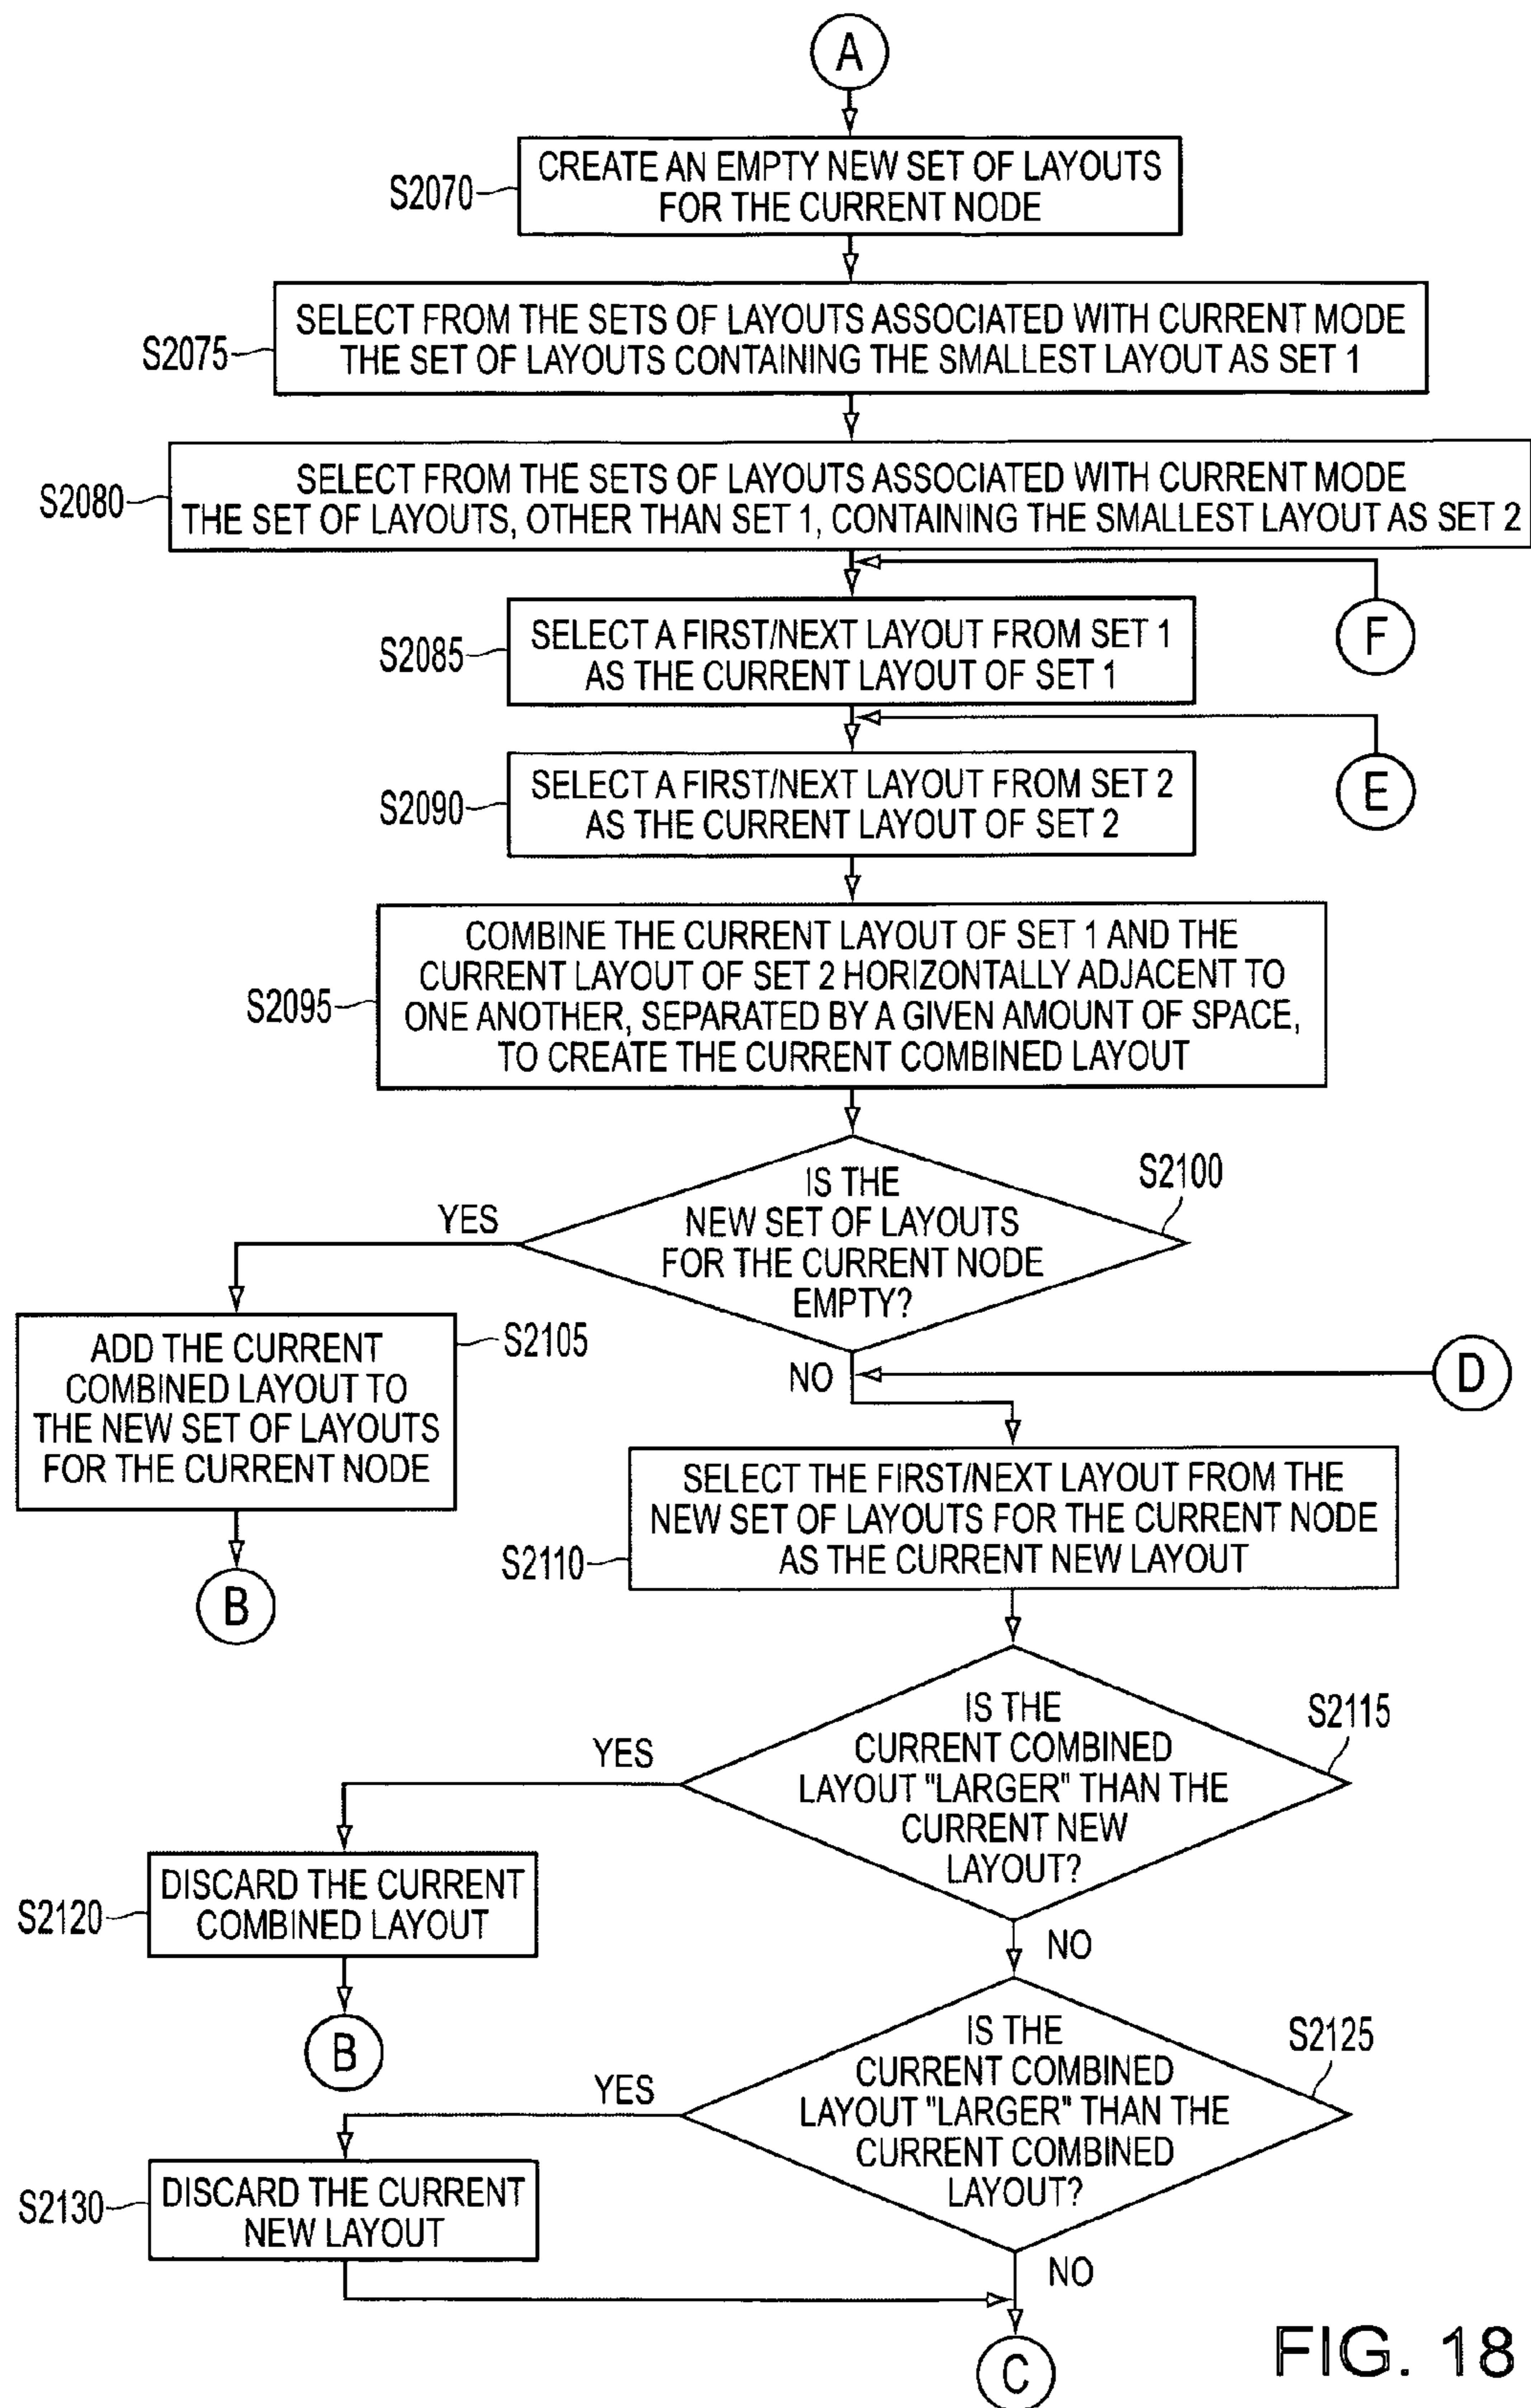 A
S2070
CREATE AN EMPTY NEW SET OF LAYOUTS
FOR THE CURRENT NODE
S2075
SELECT FROM THE SETS OF LAYOUTS ASSOCIATED WITH CURRENT MODE
THE SET OF LAYOUTS CONTAINING THE SMALLEST LAYOUT AS SET 1
S2080
SELECT FROM THE SETS OF LAYOUTS ASSOCIATED WITH CURRENT MODE
THE SET OF LAYOUTS, OTHER THAN SET 1, CONTAINING THE SMALLEST LAYOUT AS SET 2
S2085
SELECT A FIRST/NEXT LAYOUT FROM SET 1
AS THE CURRENT LAYOUT OF SET 1
F
S2090
SELECT A FIRST/NEXT LAYOUT FROM SET 2
AS THE CURRENT LAYOUT OF SET 2
E
S2095
COMBINE THE CURRENT LAYOUT OF SET 1 AND THE
CURRENT LAYOUT OF SET 2 HORIZONTALLY ADJACENT TO
ONE ANOTHER, SEPARATED BY A GIVEN AMOUNT OF SPACE,
TO CREATE THE CURRENT COMBINED LAYOUT
S2100
IS THE
NEW SET OF LAYOUTS
FOR THE CURRENT NODE
EMPTY?
YES
S2105
ADD THE CURRENT
COMBINED LAYOUT TO
THE NEW SET OF LAYOUTS
FOR THE CURRENT NODE
B
NO
D
SELECT THE FIRST/NEXT LAYOUT FROM THE
NEW SET OF LAYOUTS FOR THE CURRENT NODE
AS THE CURRENT NEW LAYOUT
S2110
S2115
IS THE
CURRENT COMBINED
LAYOUT "LARGER" THAN THE
CURRENT NEW
LAYOUT?
YES
S2120
DISCARD THE CURRENT
COMBINED LAYOUT
B
NO
S2125
IS THE
CURRENT COMBINED
LAYOUT "LARGER" THAN THE
CURRENT COMBINED
LAYOUT?
YES
S2130
DISCARD THE CURRENT
NEW LAYOUT
NO
C
FIG. 18